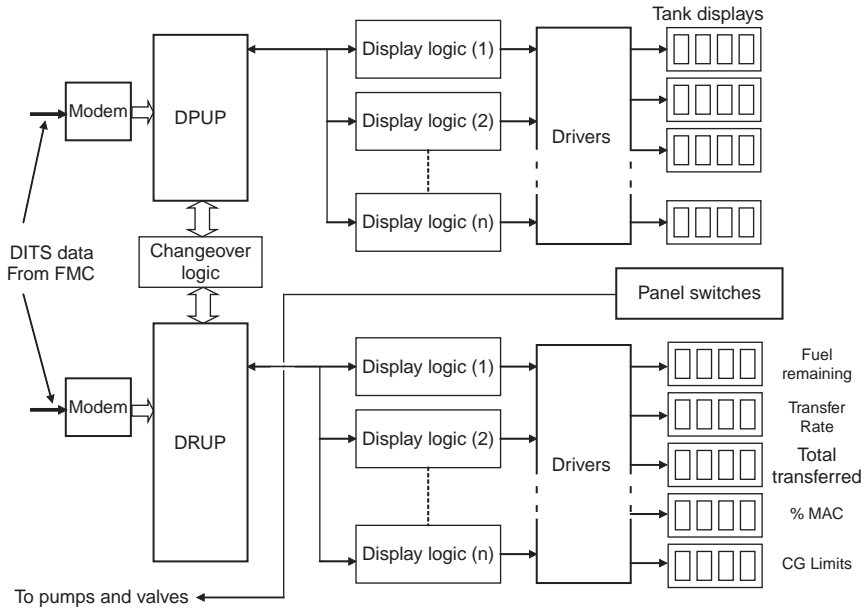 Tank displays
Display logic (1)
Modem
DPUP
Display logic (2)
Drivers
Display logic (n)
DITS data
From FMC
Changeover
logic
Panel switches
Display logic (1)
Fuel
remaining
Modem
DRUP
Display logic (2)
Drivers
Transfer
Rate
Total
transferred
% MAC
Display logic (n)
CG Limits
To pumps and valves